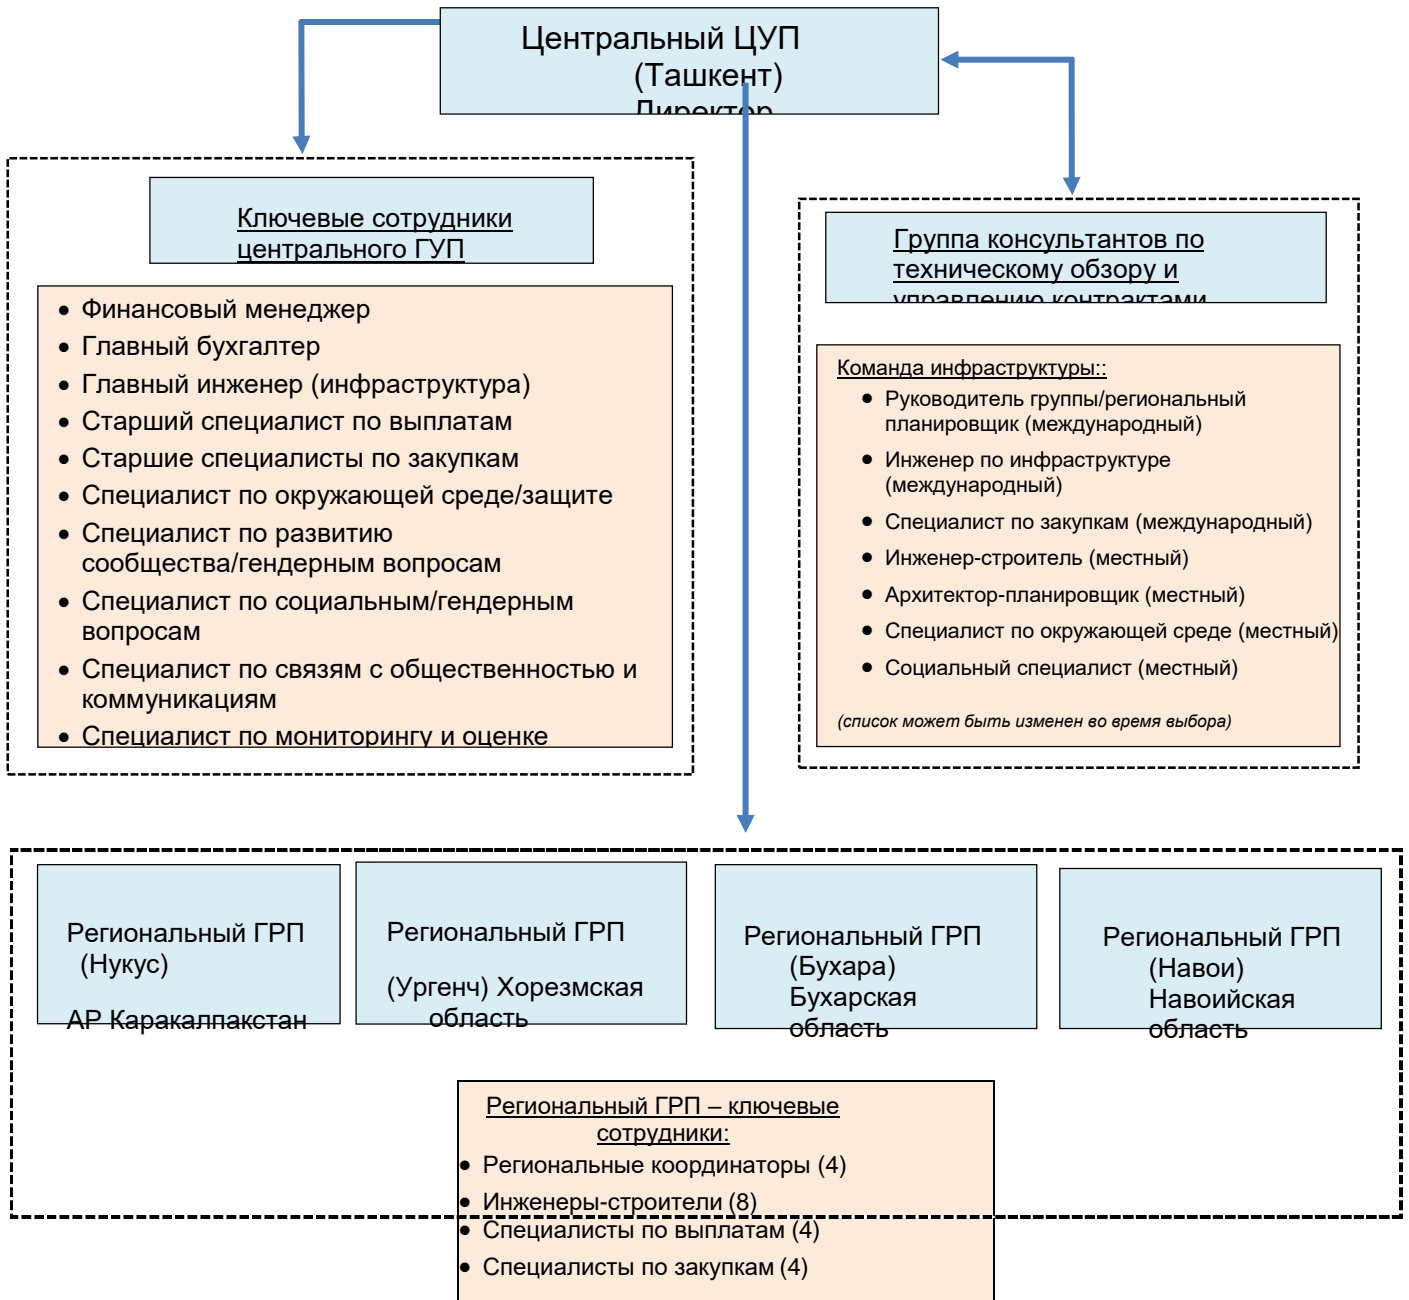 Центральный ЦУП
(Ташкент)
Директор
Ключевые сотрудники
центрального ГУП
• Финансовый менеджер
• Главный бухгалтер
• Главный инженер (инфраструктура)
• Старший специалист по выплатам
• Старшие специалисты по закупкам
• Специалист по окружающей среде/защите
• Специалист по развитию
сообщества/гендерным вопросам
• Специалист по социальным/гендерным
вопросам
• Специалист по связям с общественностью и
коммуникациям
• Специалист по мониторингу и оценке
Группа консультантов по
техническому обзору и
управлению контрактами
Команда инфраструктуры::
• Руководитель группы/региональный
планировщик (международный)
• Инженер по инфраструктуре
(международный)
• Специалист по закупкам (международный)
• Инженер-строитель (местный)
• Архитектор-планировщик (местный)
• Специалист по окружающей среде (местный)
• Социальный специалист (местный)
(список может быть изменен во время выбора)
Региональный ГРП
(Нукус)
АР Каракалпакстан
Региональный ГРП
(Ургенч) Хорезмская
область
Региональный ГРП
(Бухара)
Бухарская
область
Региональный ГРП
(Навои)
Навоийская
область
Региональный ГРП – ключевые
сотрудники:
• Региональные координаторы (4)
• Инженеры-строители (8)
• Специалисты по выплатам (4)
• Специалисты по закупкам (4)